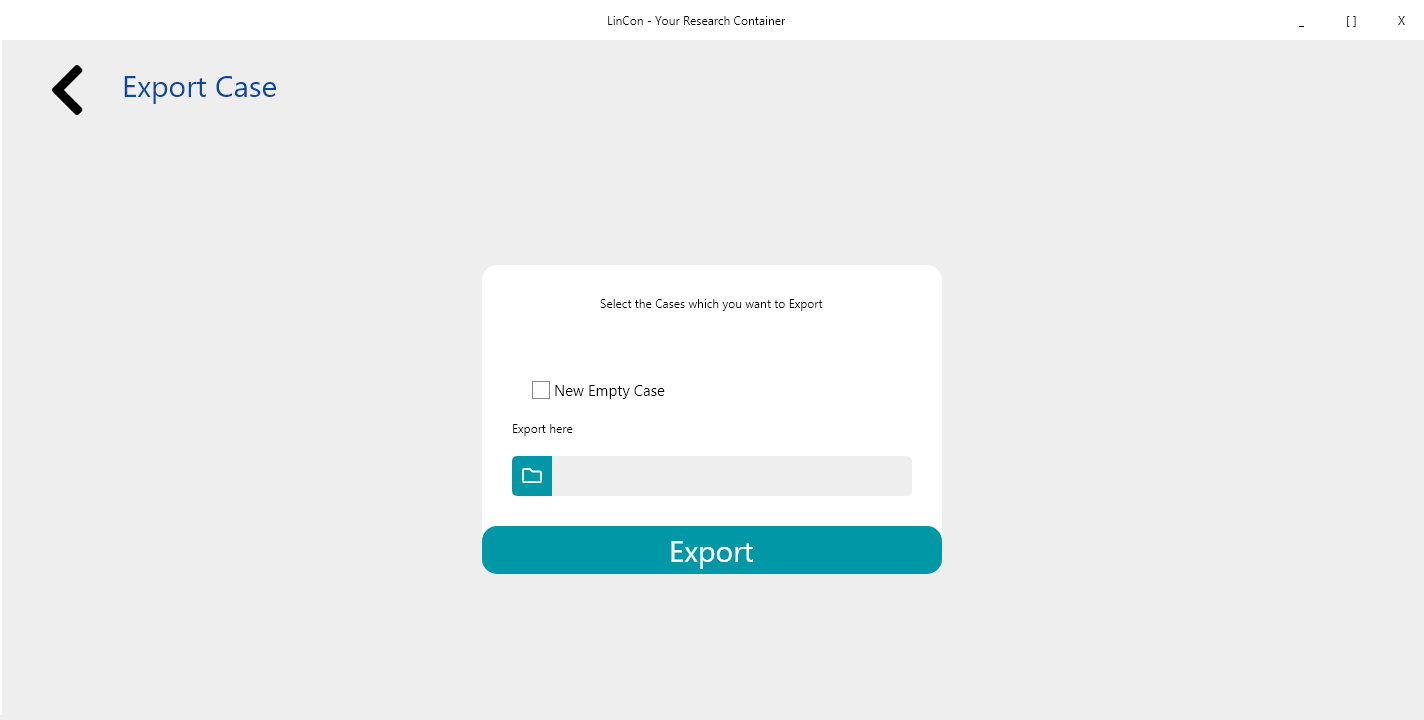 LinCon - Your Research Container
_ [ ] X
Export Case
Select the Cases which you want to Export
New Empty Case
Export here
Export